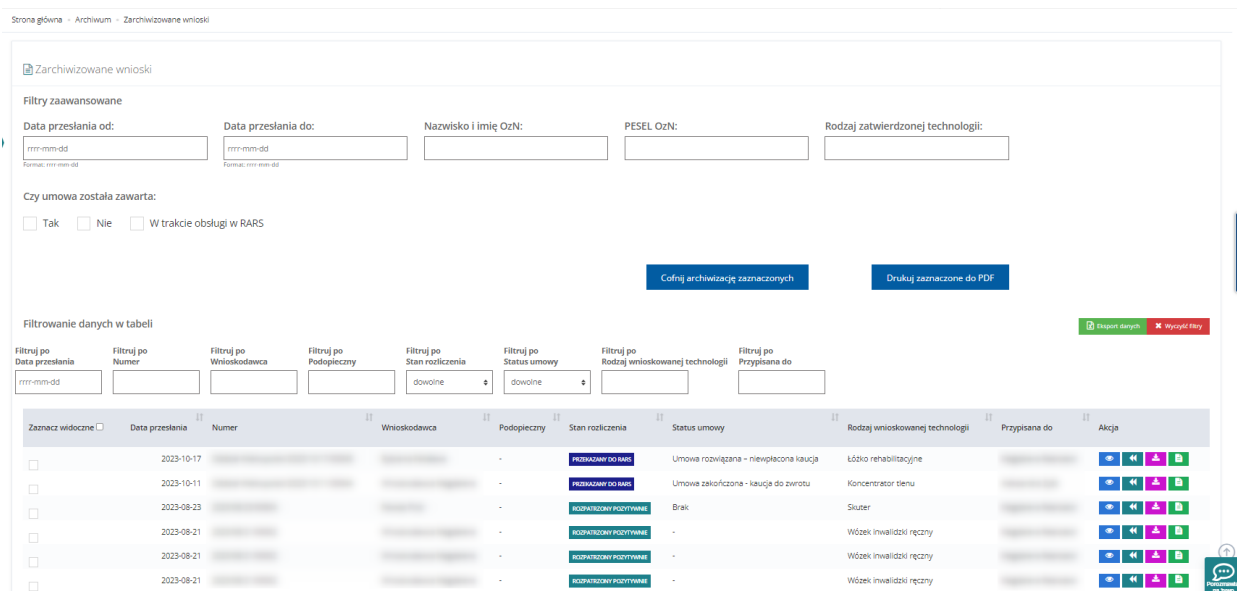 Strona główna - Archiwum - Zarchiwizowane wnioski
Zarchiwizowane wnioski
Filtry zaawansowane
Data przesłania od: Data przesłania do: Nazwisko i imię OzN: PESEL OzN: Rodzaj zatwierdzonej technologii:
rrrr-mm-dd rrrr-mm-dd
Format: rrrr-mm-dd Format: rrrr-mm-dd
Czy umowa została zawarta:
Tak Nie W trakcie obsługi w RARS
Cofnij archiwizację zaznaczonych Drukuj zaznaczone do PDF
Filtrowanie danych w tabeli
Eksport danych Wyczyść filtry
Filtruj po Filtruj po Filtruj po Filtruj po Filtruj po Filtruj po Filtruj po Filtruj po
Data przesłania Numer Wnioskodawca Podopieczny Stan rozliczenia Status umowy Rodzaj wnioskowanej technologii Przypisana do
rrrr-mm-dd dowolne dowolne
Zaznacz widoczne Data przesłania Numer Wnioskodawca Podopieczny Stan rozliczenia Status umowy Rodzaj wnioskowanej technologii Przypisana do Akcja
2023-10-17 - PRZEKAZANY DO RARS Umowa rozwiązana – niewpłacona kaucja Łóżko rehabilitacyjne
2023-10-11 - PRZEKAZANY DO RARS Umowa zakończona - kaucja do zwrotu Koncentrator tlenu
2023-08-23 - ROZPATRZONY POZYTYWNIE Brak Skuter
2023-08-21 - ROZPATRZONY POZYTYWNIE - Wózek inwalidzki ręczny
2023-08-21 - ROZPATRZONY POZYTYWNIE - Wózek inwalidzki ręczny
2023-08-21 - ROZPATRZONY POZYTYWNIE - Wózek inwalidzki ręczny